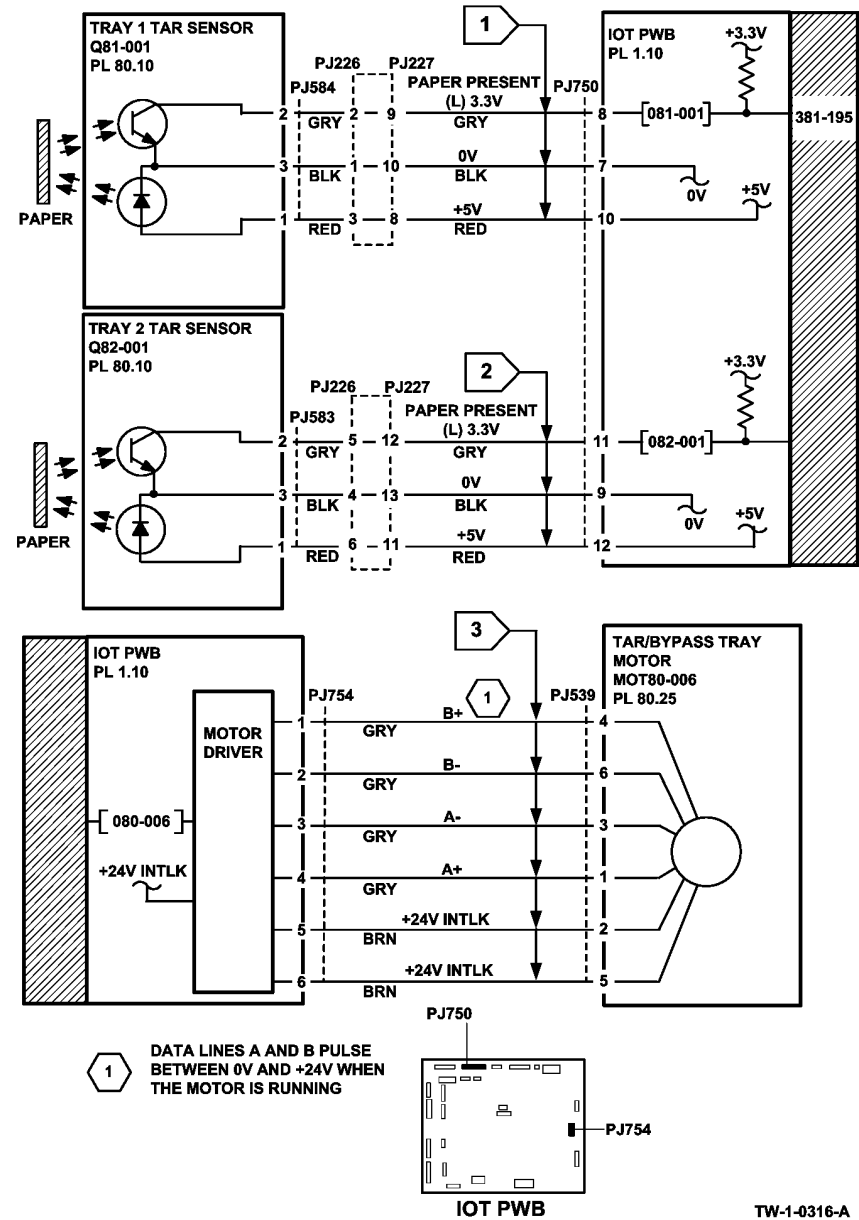 TRAY 1 TAR SENSOR
Q81-001
PL 80.10
1
IOT PWB
PL 1.10
+3.3V
PJ226 PJ227
PJ584
PAPER PRESENT
(L) 3.3V
PJ750
2 2 9 8
GRY GRY
[081-001]
381-195
3 1 10 0V 7
BLK BLK
0V
+5V
PAPER
1 3 8 +5V 10
RED RED
TRAY 2 TAR SENSOR
Q82-001
PL 80.10
2
+3.3V
PJ226 PJ227
PJ583
PAPER PRESENT
(L) 3.3V
2 5 12 11
GRY GRY
[082-001]
3 4 13 0V 9
BLK BLK
0V
+5V
PAPER
1 6 11 +5V 12
RED RED
3
IOT PWB
PL 1.10
TAR/BYPASS TRAY
MOTOR
MOT80-006
PL 80.25
PJ754
1
PJ539
MOTOR
DRIVER
1 B+ 4
GRY
2 B- 6
GRY
[080-006]
3 A- 3
GRY
+24V INTLK
4 A+ 1
GRY
5 +24V INTLK 2
BRN
6 +24V INTLK 5
BRN
PJ750
1
DATA LINES A AND B PULSE
BETWEEN 0V AND +24V WHEN
THE MOTOR IS RUNNING
PJ754
IOT PWB
TW-1-0316-A